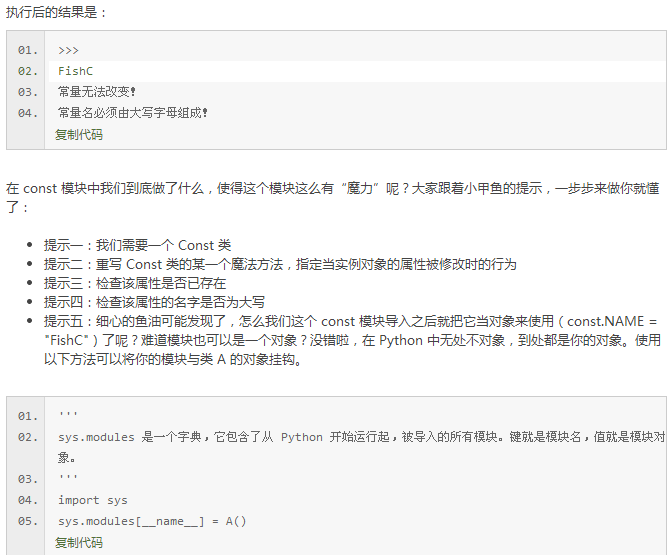 执行后的结果是：
01. >>>
02. FishC
03. 常量无法改变！
04. 常量名必须由大写字母组成！
复制代码
在 const 模块中我们到底做了什么，使得这个模块这么有“魔力”呢？大家跟着小甲鱼的提示，一步步来做你就懂
了：
提示一：我们需要一个 Const 类
提示二：重写 Const 类的某一个魔法方法，指定当实例对象的属性被修改时的行为
提示三：检查该属性是否已存在
提示四：检查该属性的名字是否为大写
提示五：细心的鱼油可能发现了，怎么我们这个 const 模块导入之后就把它当对象来使用（const.NAME =
"FishC"）了呢？难道模块也可以是一个对象？没错啦，在 Python 中无处不对象，到处都是你的对象。使用
以下方法可以将你的模块与类 A 的对象挂钩。
01. '''
02. sys.modules 是一个字典，它包含了从 Python 开始运行起，被导入的所有模块。键就是模块名，值就是模块对
象。
03. '''
04. import sys
05. sys.modules[__name__] = A()
复制代码